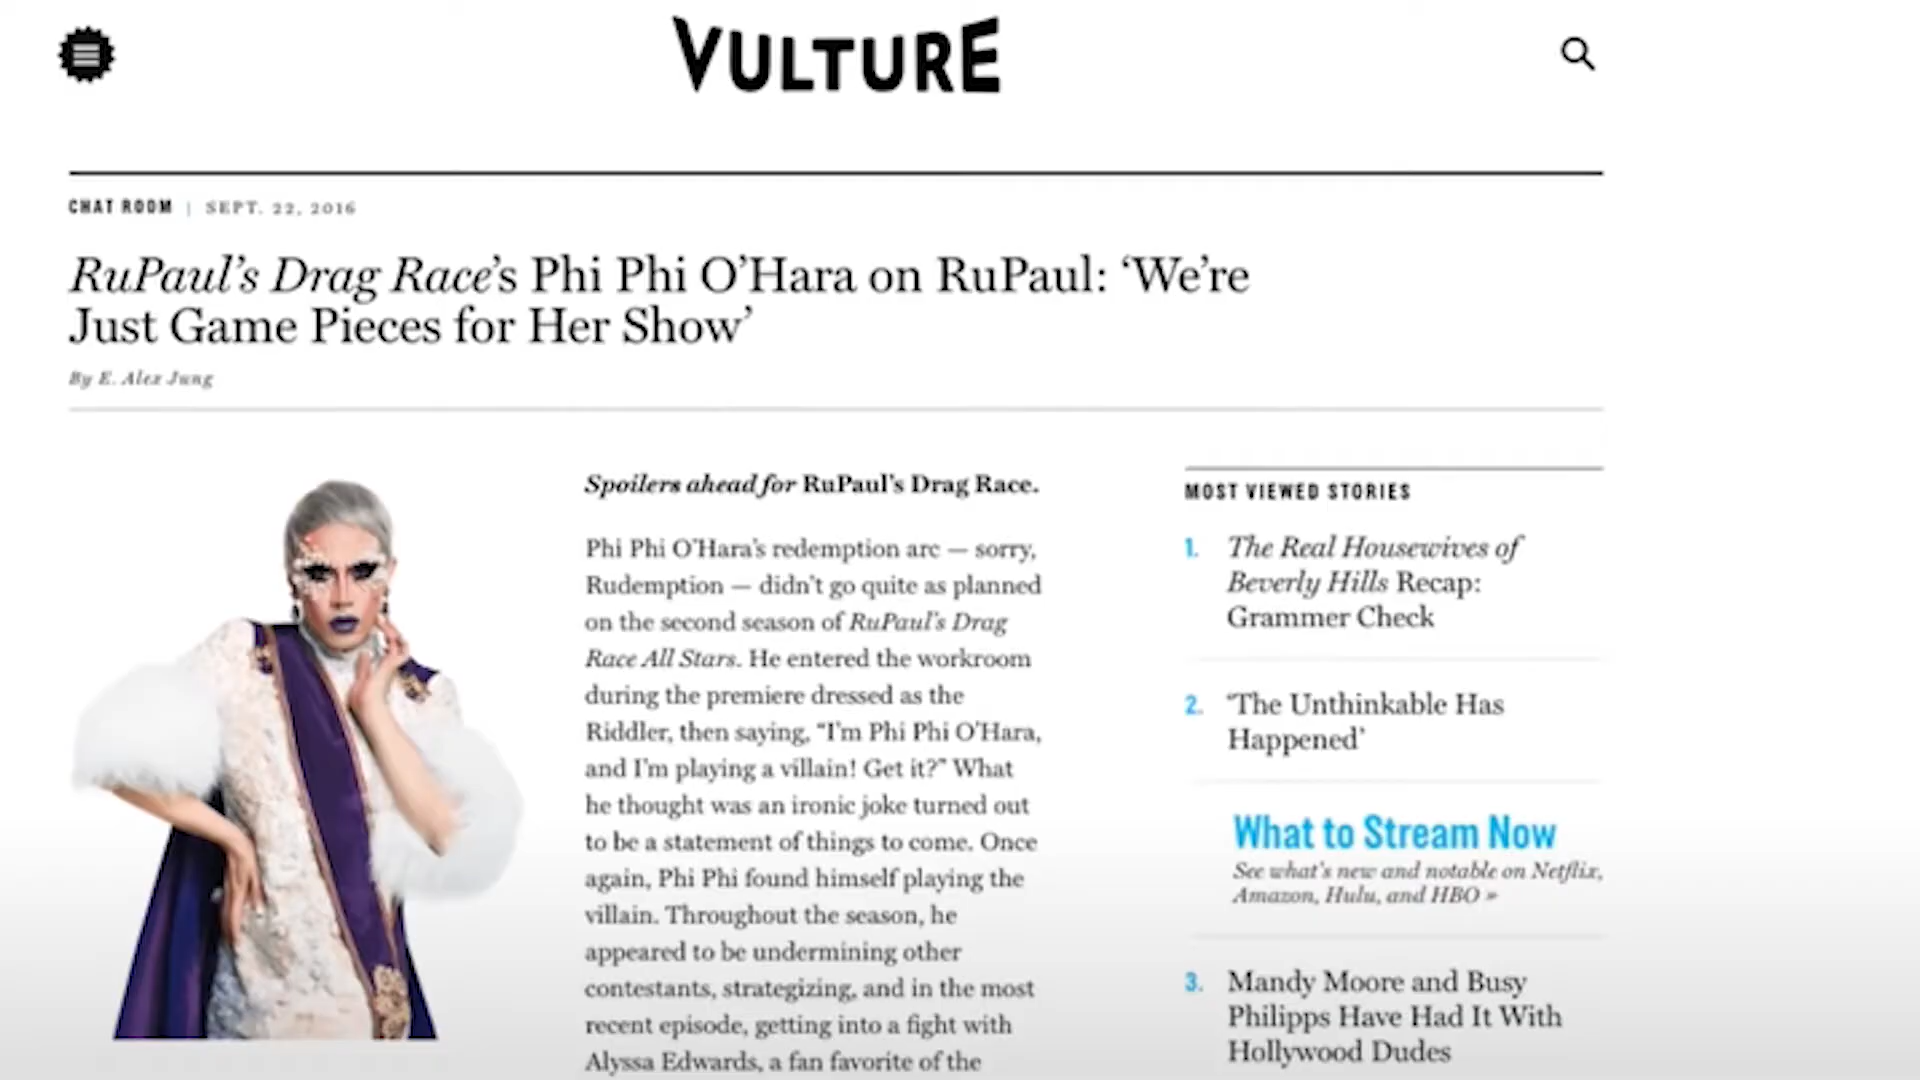 VULTURE
CHAT ROOM | SEPT. 22, 2016
RuPaul's Drag Race's Phi Phi O'Hara on RuPaul: ‘We're
Just Game Pieces for Her Show’
By E. Alex Jung
Spoilers ahead for RuPaul's Drag Race.
Phi Phi O'Hara's redemption arc — sorry,
Rudemption — didn't go quite as planned
on the second season of RuPaul's Drag
Race All Stars. He entered the workroom
during the premiere dressed as the
Riddler, then saying, “I'm Phi Phi O'Hara,
and I'm playing a villain! Get it?” What
he thought was an ironic joke turned out
to be a statement of things to come. Once
again, Phi Phi found himself playing the
villain. Throughout the season, he
appeared to be undermining other
contestants, strategizing, and in the most
recent episode, getting into a fight with
Alyssa Edwards, a fan favorite of the
MOST VIEWED STORIES
1. The Real Housewives of
Beverly Hills Recap:
Grammer Check
2. ‘The Unthinkable Has
Happened’
What to Stream Now
See what's new and notable on Netflix,
Amazon, Hulu, and HBO »
3. Mandy Moore and Busy
Philipps Have Had It With
Hollywood Dudes